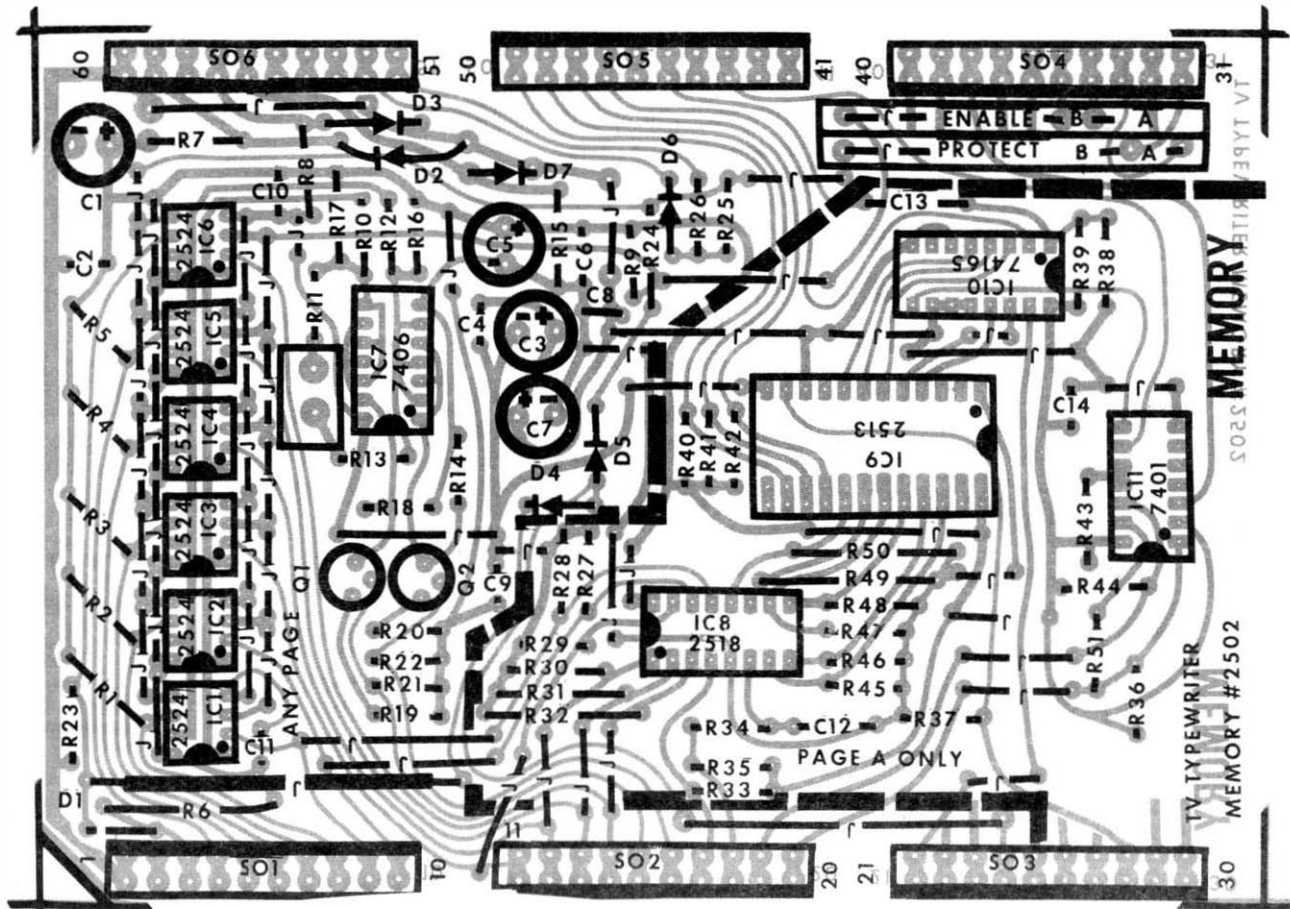 60 SO6 51 50 SO5 41 40 SO4 31
J D3
J ENABLE B A
R7
J PROTECT B A
R8 D2 D7 D6 J
C1 C10 C13
R17 R10 R12 R16 C5 R15 C6 R9 R24 R26 R25
2524 IC6
C2 J J J
74165 IC10
R39 R38
R11 C4 C8
R5
2524 IC5
IC7 7406
C3 J J J
MEMORY
TV TYPEWRITER MEMORY #2502
R4
2524 IC4
C7 J J C14
R40 R41 R42
2513 IC9
R13 R14 D4 D5
IC11 7401
R3
2524 IC3
R18 R43
J J
Q1 Q2 C9 R28 R27
R50
R49 J
R44
R2
2524 IC2
IC8 2518
R48
R20 R47 J
R29
R22 R30 R46 J R51
R21 R31 R45 J
R1
2524 IC1
R19 R32
R23 C11 ANY PAGE
R34 C12 R37 R36
J
J
PAGE A ONLY
R35
R33
D1 J J
R6
11 J
TV TYPEWRITER
MEMORY #2502
MEMORY
1 SO1 10 SO2 20 21 SO3 30